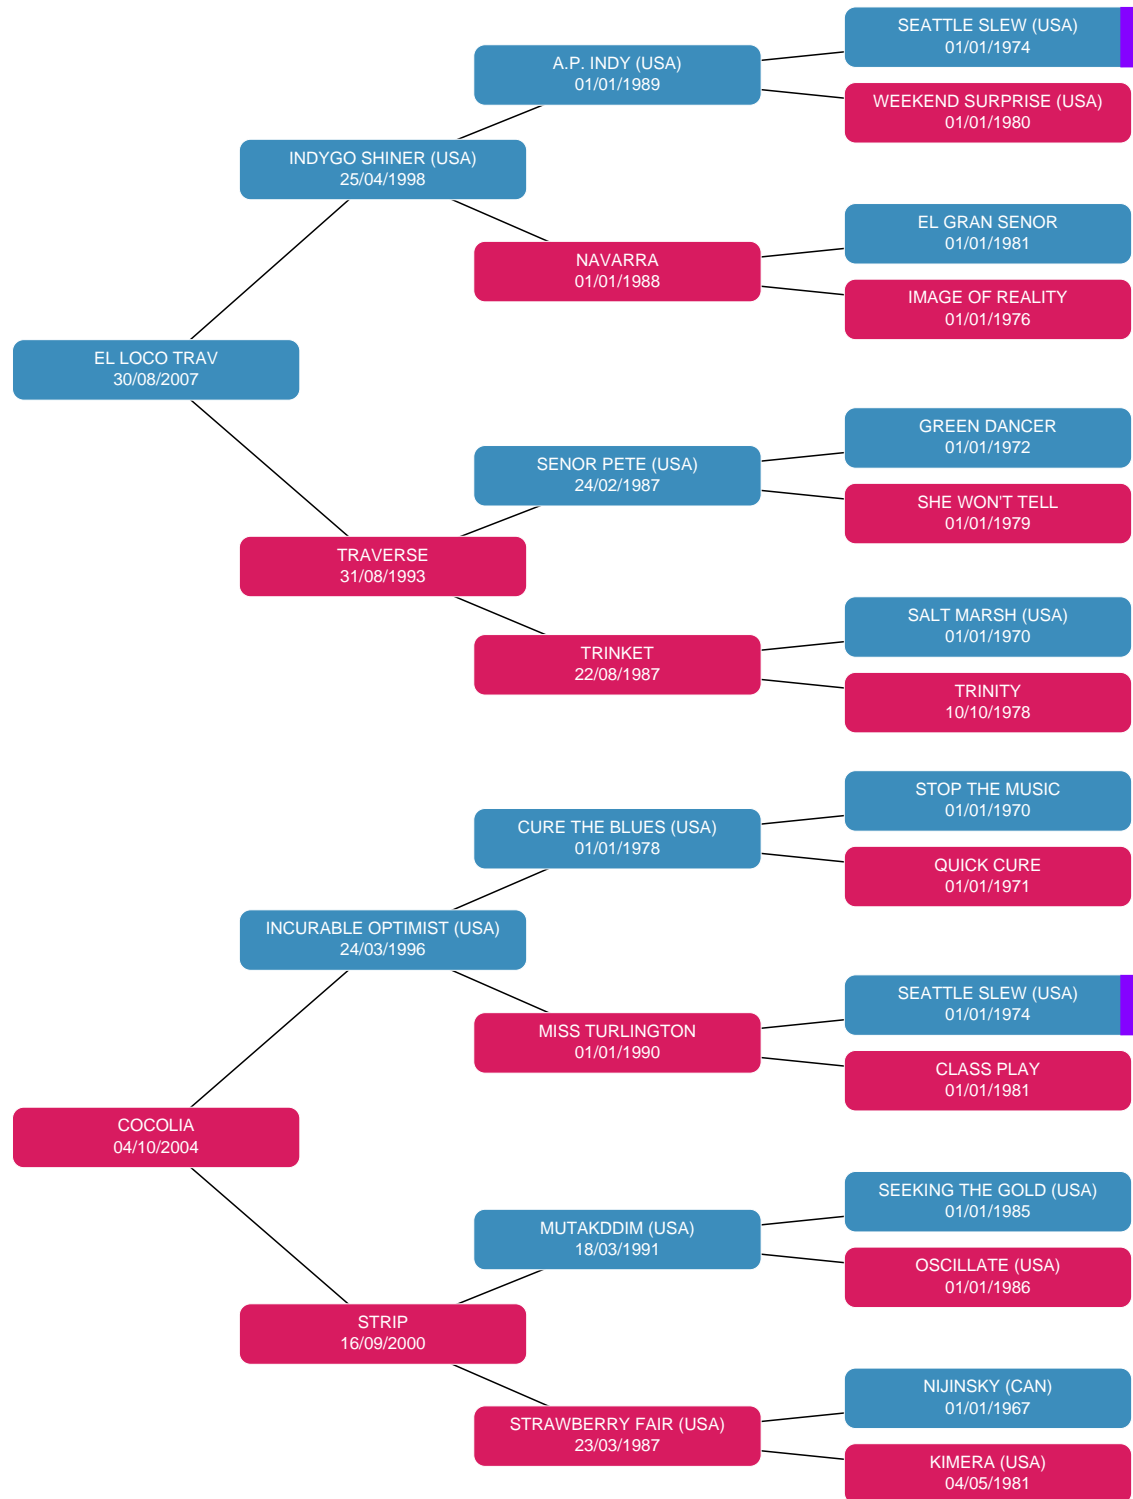 SEATTLE SLEW (USA)
01/01/1974
A.P. INDY (USA)
01/01/1989
WEEKEND SURPRISE (USA)
01/01/1980
INDYGO SHINER (USA)
25/04/1998
EL GRAN SENOR
01/01/1981
NAVARRA
01/01/1988
IMAGE OF REALITY
01/01/1976
EL LOCO TRAV
30/08/2007
GREEN DANCER
01/01/1972
SENOR PETE (USA)
24/02/1987
SHE WON'T TELL
01/01/1979
TRAVERSE
31/08/1993
SALT MARSH (USA)
01/01/1970
TRINKET
22/08/1987
TRINITY
10/10/1978
STOP THE MUSIC
01/01/1970
CURE THE BLUES (USA)
01/01/1978
QUICK CURE
01/01/1971
INCURABLE OPTIMIST (USA)
24/03/1996
SEATTLE SLEW (USA)
01/01/1974
MISS TURLINGTON
01/01/1990
CLASS PLAY
01/01/1981
COCOLIA
04/10/2004
SEEKING THE GOLD (USA)
01/01/1985
MUTAKDDIM (USA)
18/03/1991
OSCILLATE (USA)
01/01/1986
STRIP
16/09/2000
NIJINSKY (CAN)
01/01/1967
STRAWBERRY FAIR (USA)
23/03/1987
KIMERA (USA)
04/05/1981